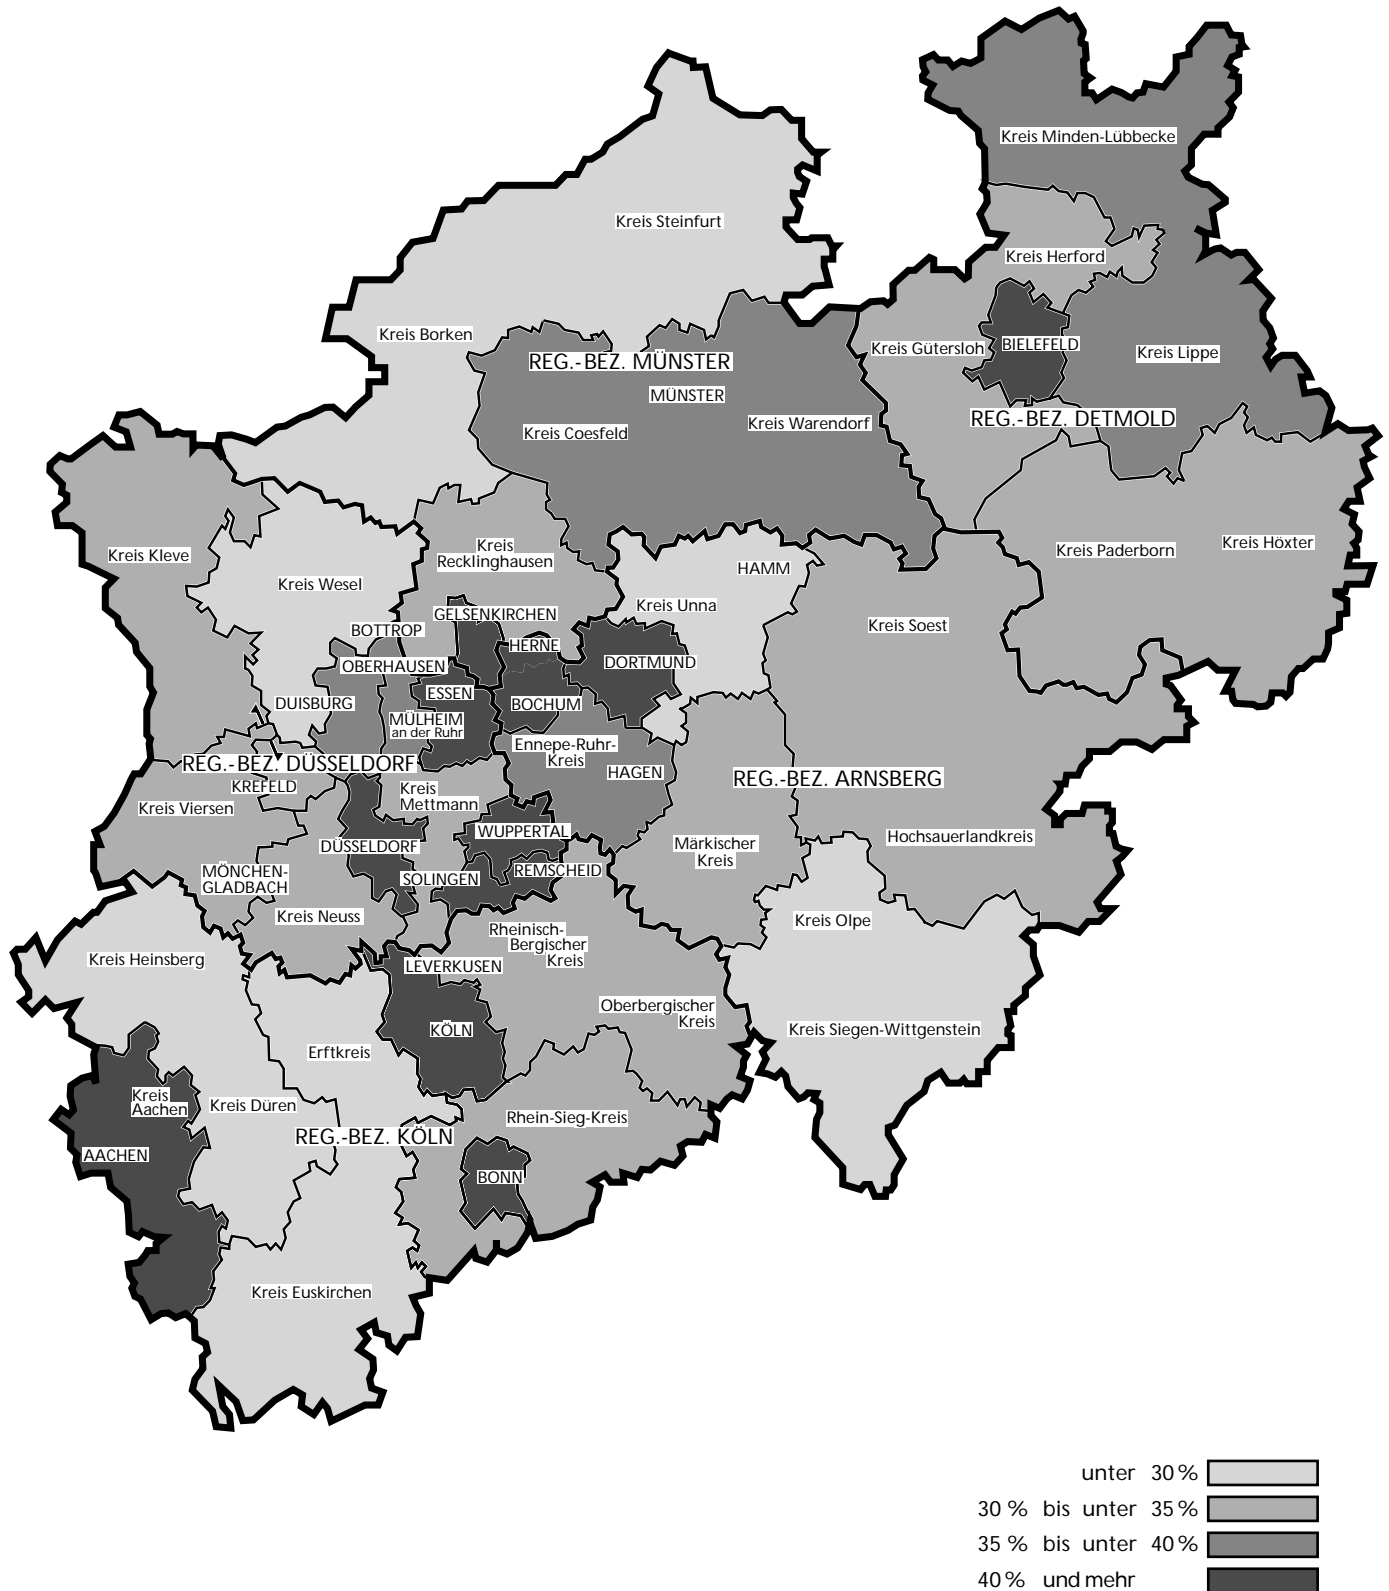 Kreis Minden-Lübbecke
Kreis Steinfurt
Kreis Herford
Kreis Borken
BIELEFELD
Kreis Gütersloh
Kreis Lippe
REG.-BEZ. MÜNSTER
MÜNSTER
Kreis Warendorf
REG.-BEZ. DETMOLD
Kreis Coesfeld
Kreis Höxter
Kreis Paderborn
Kreis Kleve
Kreis
Recklinghausen
HAMM
Kreis Wesel
Kreis Unna
GELSENKIRCHEN
Kreis Soest
BOTTROP
HERNE
OBERHAUSEN
DORTMUND
ESSEN
DUISBURG
BOCHUM
MÜLHEIM
an der Ruhr
Ennepe-Ruhr-
Kreis
REG.-BEZ. DÜSSELDORF
HAGEN
REG.-BEZ. ARNSBERG
KREFELD
Kreis
Mettmann
Kreis Viersen
WUPPERTAL
Hochsauerlandkreis
DÜSSELDORF
Märkischer
Kreis
MÖNCHEN-
GLADBACH
SOLINGEN
REMSCHEID
Kreis Neuss
Kreis Olpe
Rheinisch-
Bergischer
Kreis
Kreis Heinsberg
LEVERKUSEN
Oberbergischer
Kreis
KÖLN
Kreis Siegen-Wittgenstein
Erftkreis
Kreis
Aachen
Kreis Düren
Rhein-Sieg-Kreis
REG.-BEZ. KÖLN
AACHEN
BONN
Kreis Euskirchen
unter 30 %
30 % bis unter 35 %
35 % bis unter 40 %
40 % und mehr